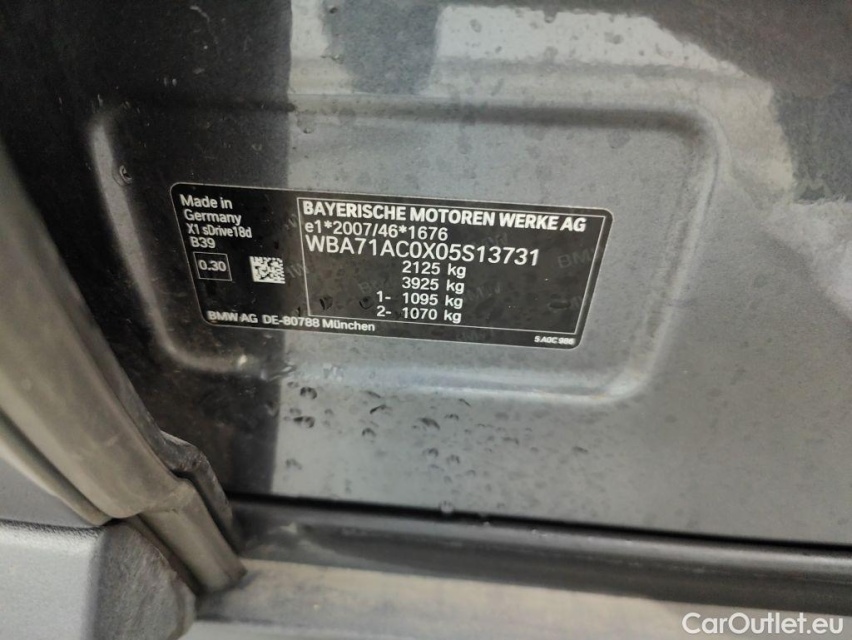 Made in
Germany
X1 sDrive18d
B39
0.30
BAYERISCHE MOTOREN WERKE AG
e1*2007/46*1676
WBA71AC0X05S13731
2125 kg
3925 kg
1- 1095 kg
2- 1070 kg
BMW AG DE-80788 München
CarOutlet.eu